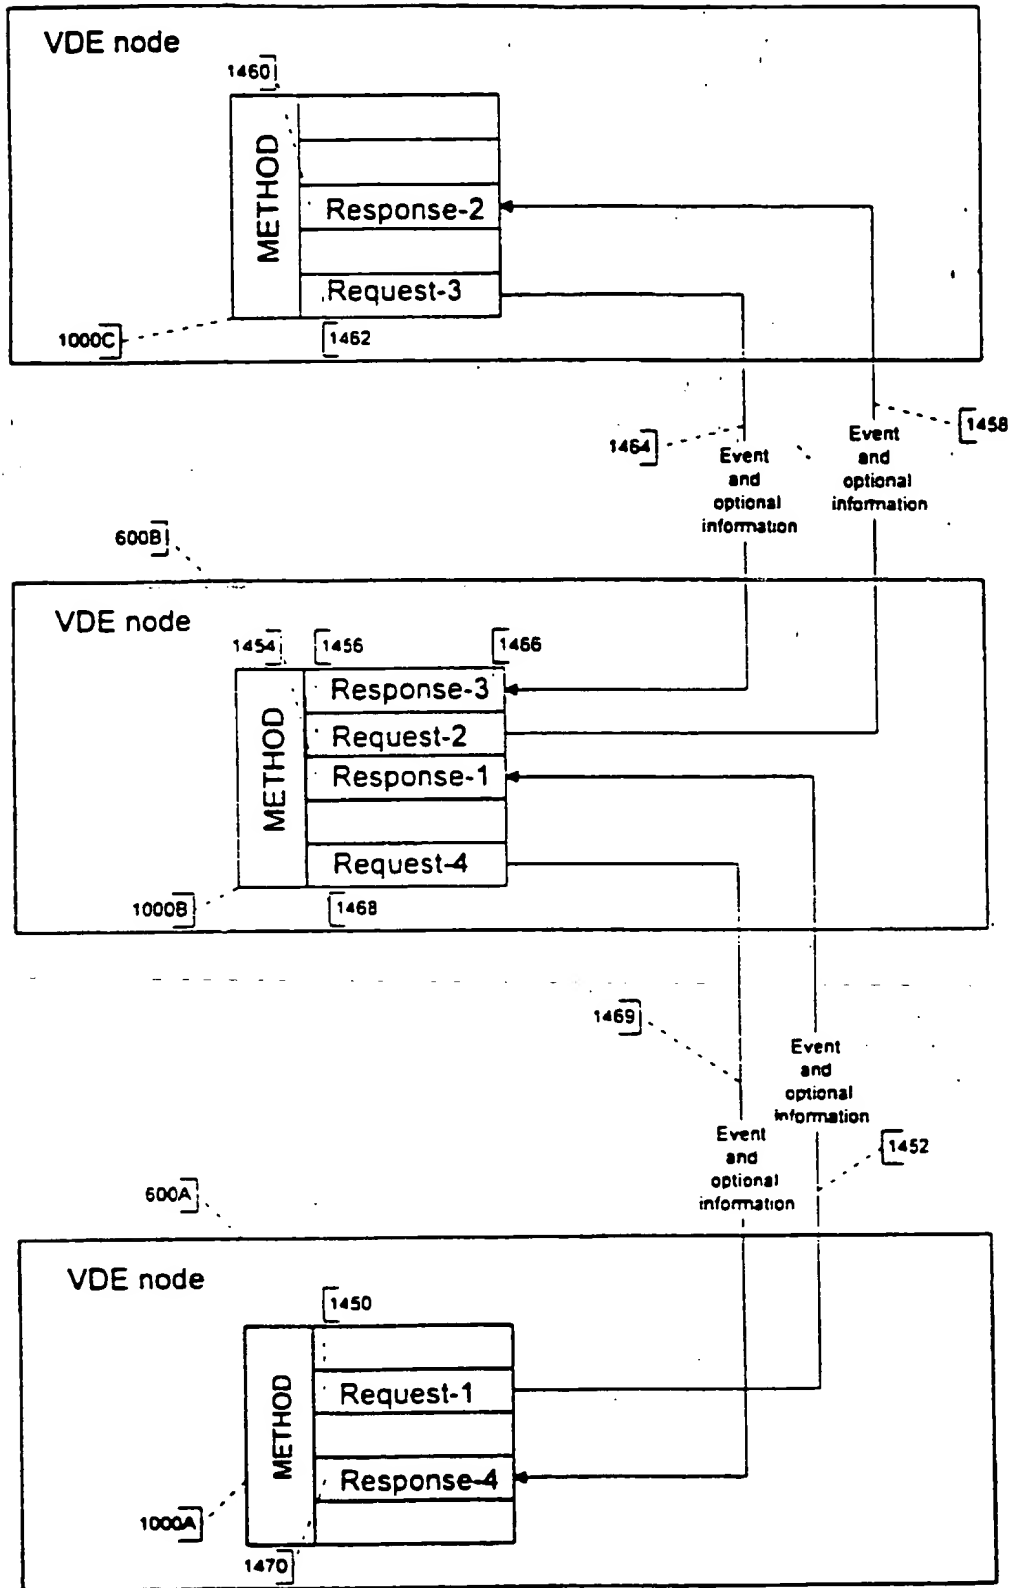 VDE node
1460
METHOD
Response-2
Request-3
1000C
1462
1464
Event
and
optional
information
Event
and
optional
information
1458
600B
VDE node
1454
1456
1466
METHOD
Response-3
Request-2
Response-1
Request-4
1000B
1468
1469
Event
and
optional
information
Event
and
optional
information
1452
600A
VDE node
1450
METHOD
Request-1
Response-4
1000A
1470